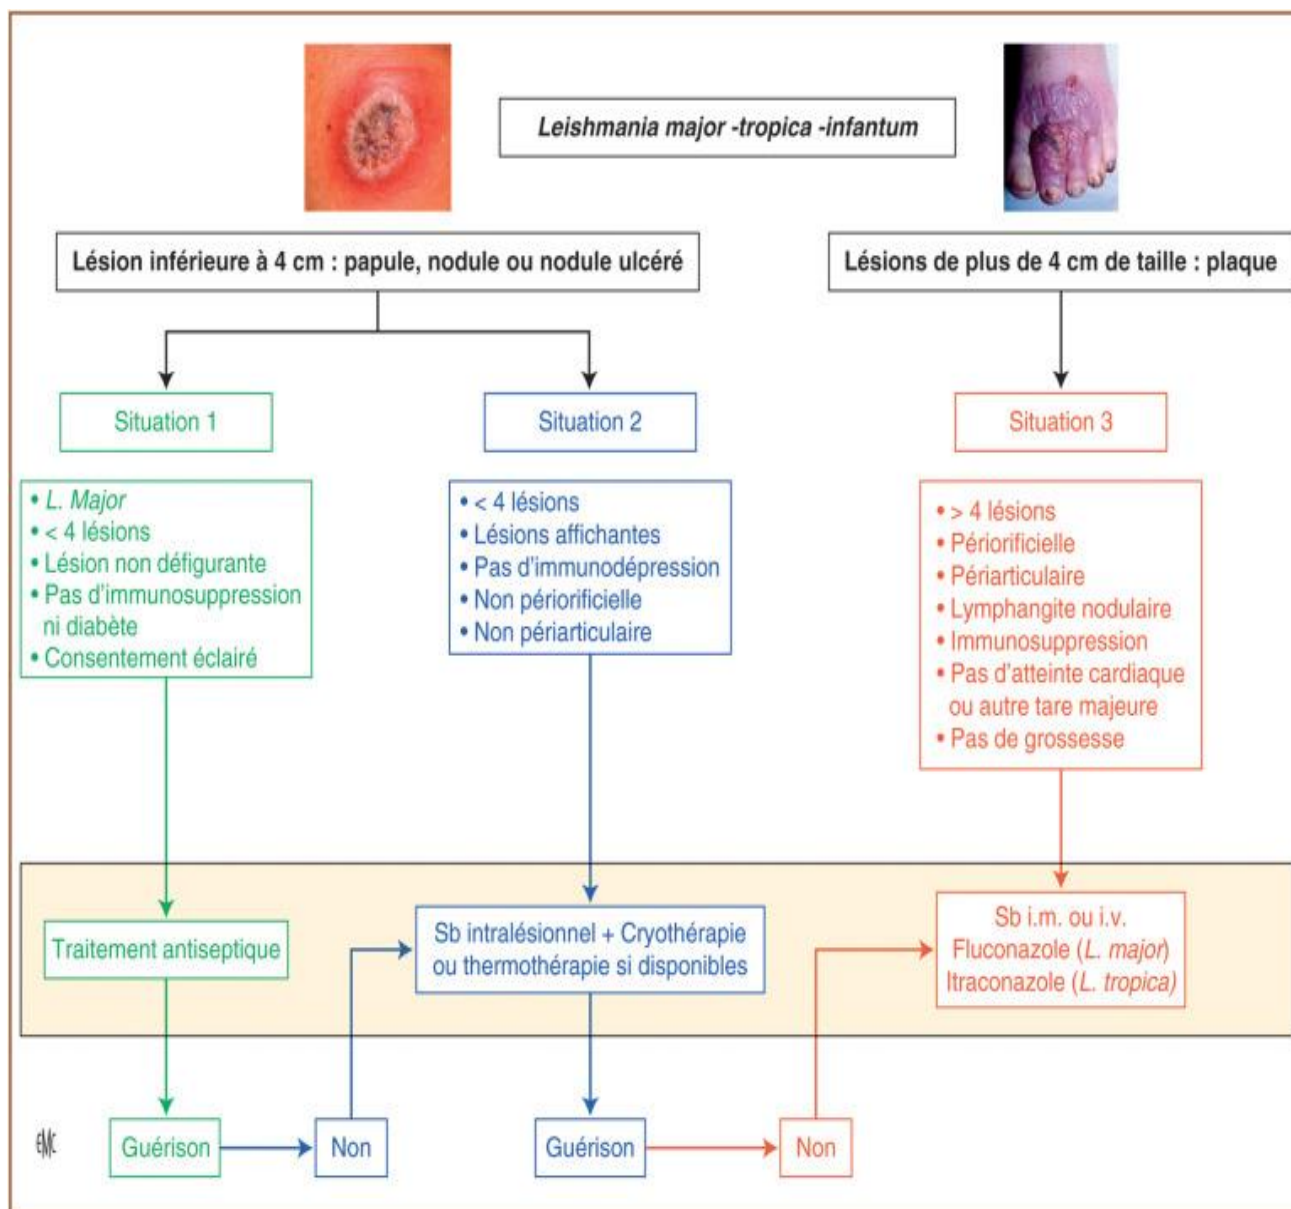 Leishmania major -tropica -infantum
Lésion inférieure à 4 cm : papule, nodule ou nodule ulcéré
Lésions de plus de 4 cm de taille : plaque
Situation 1
Situation 2
Situation 3
• L. Major
• < 4 lésions
• Lésion non défigurante
• Pas d'immunosuppression
ni diabète
• Consentement éclairé
• < 4 lésions
• Lésions affichantes
• Pas d'immunodépression
• Non périorificielle
• Non périarticulaire
• > 4 lésions
• Périorificielle
• Périarticulaire
• Lymphangite nodulaire
• Immunosuppression
• Pas d'atteinte cardiaque
ou autre tare majeure
• Pas de grossesse
Traitement antiseptique
Sb intralésionnel + Cryothérapie
ou thermothérapie si disponibles
Sb i.m. ou i.v.
Fluconazole (L. major)
Itraconazole (L. tropica)
EMC
Guérison
Non
Guérison
Non